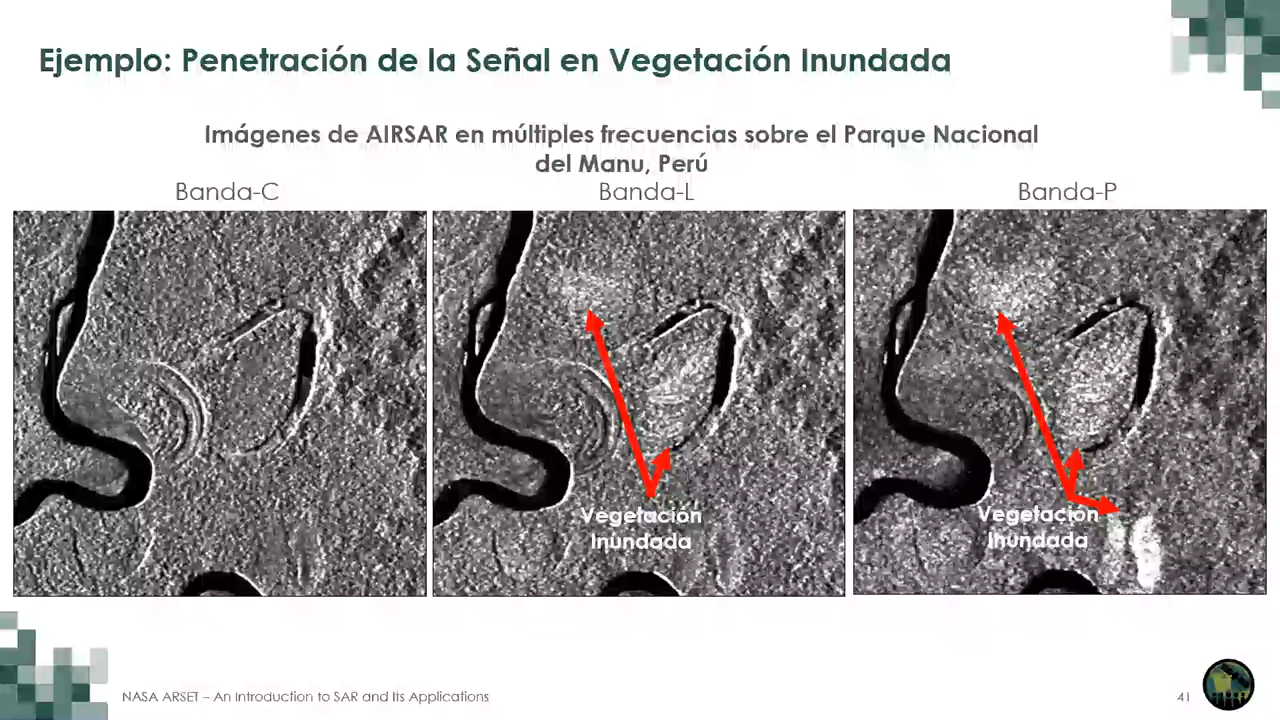 Ejemplo: Penetración de la Señal en Vegetación Inundada
Imágenes de AIRSAR en múltiples frecuencias sobre el Parque Nacional
del Manu, Perú
Banda-C
Banda-L
Banda-P
Vegetación
Inundada
Vegetación
Inundada
NASA ARSET – An Introduction to SAR and Its Applications
41